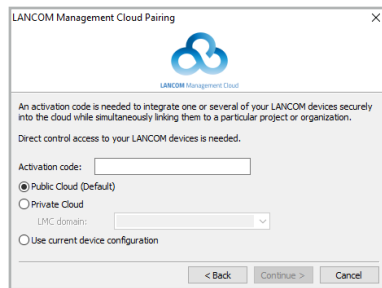 LANCOM Management Cloud Pairing
LANCOM Management Cloud
An activation code is needed to integrate one or several of your LANCOM devices securely
into the cloud while simultaneously linking them to a particular project or organization.
Direct control access to your LANCOM devices is needed.
Activation code:
Public Cloud (Default)
Private Cloud
LMC domain:
Use current device configuration
< Back Continue > Cancel